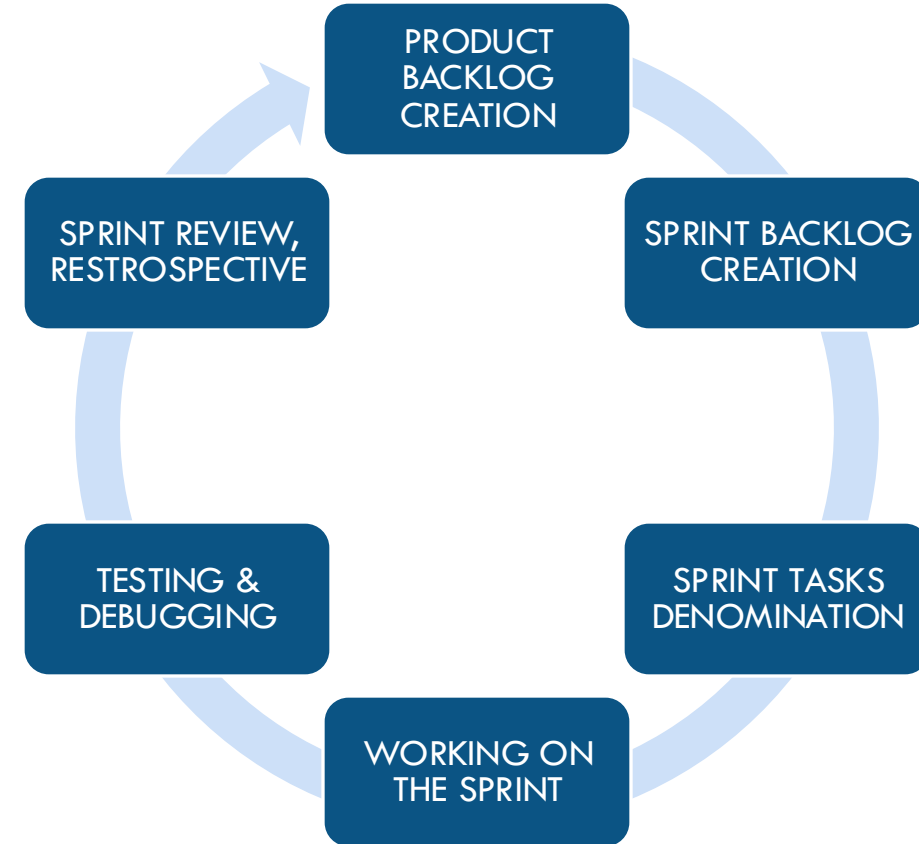 PRODUCT
BACKLOG
CREATION
SPRINT BACKLOG
CREATION
SPRINT TASKS
DENOMINATION
WORKING ON
THE SPRINT
TESTING &
DEBUGGING
SPRINT REVIEW,
RESTROSPECTIVE